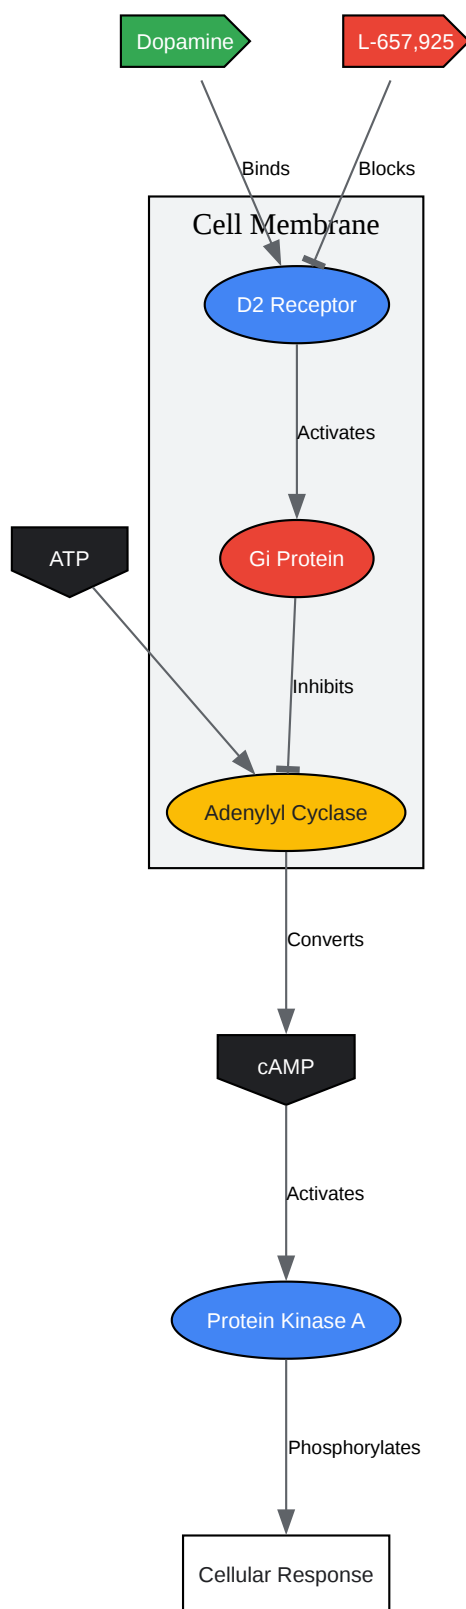 Dopamine
L-657,925
Binds
Blocks
Cell Membrane
D2 Receptor
Activates
ATP
Gi Protein
Inhibits
Adenylyl Cyclase
Converts
cAMP
Activates
Protein Kinase A
Phosphorylates
Cellular Response